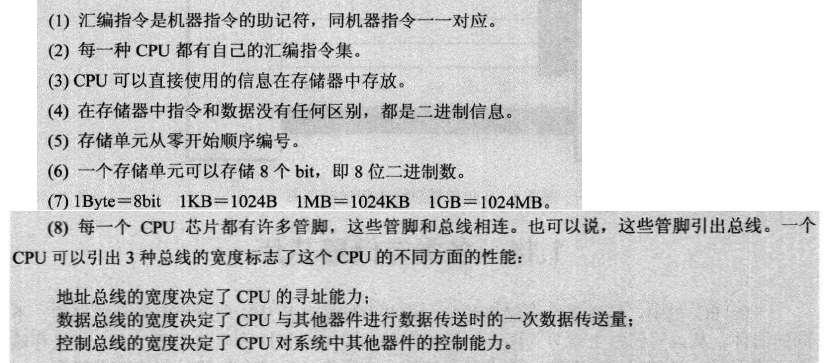 (1) 汇编指令是机器指令的助记符，同机器指令一一对应。
(2) 每一种 CPU 都有自己的汇编指令集。
(3) CPU 可以直接使用的信息在存储器中存放。
(4) 在存储器中指令和数据没有任何区别，都是二进制信息。
(5) 存储单元从零开始顺序编号。
(6) 一个存储单元可以存储 8 个 bit，即 8 位二进制数。
(7) 1Byte＝8bit 1KB＝1024B 1MB＝1024KB 1GB＝1024MB。
(8) 每一个 CPU 芯片都有许多管脚，这些管脚和总线相连。也可以说，这些管脚引出总线。一个
CPU 可以引出 3 种总线的宽度标志了这个 CPU 的不同方面的性能：
地址总线的宽度决定了 CPU 的寻址能力；
数据总线的宽度决定了 CPU 与其他器件进行数据传送时的一次数据传送量；
控制总线的宽度决定了 CPU 对系统中其他器件的控制能力。